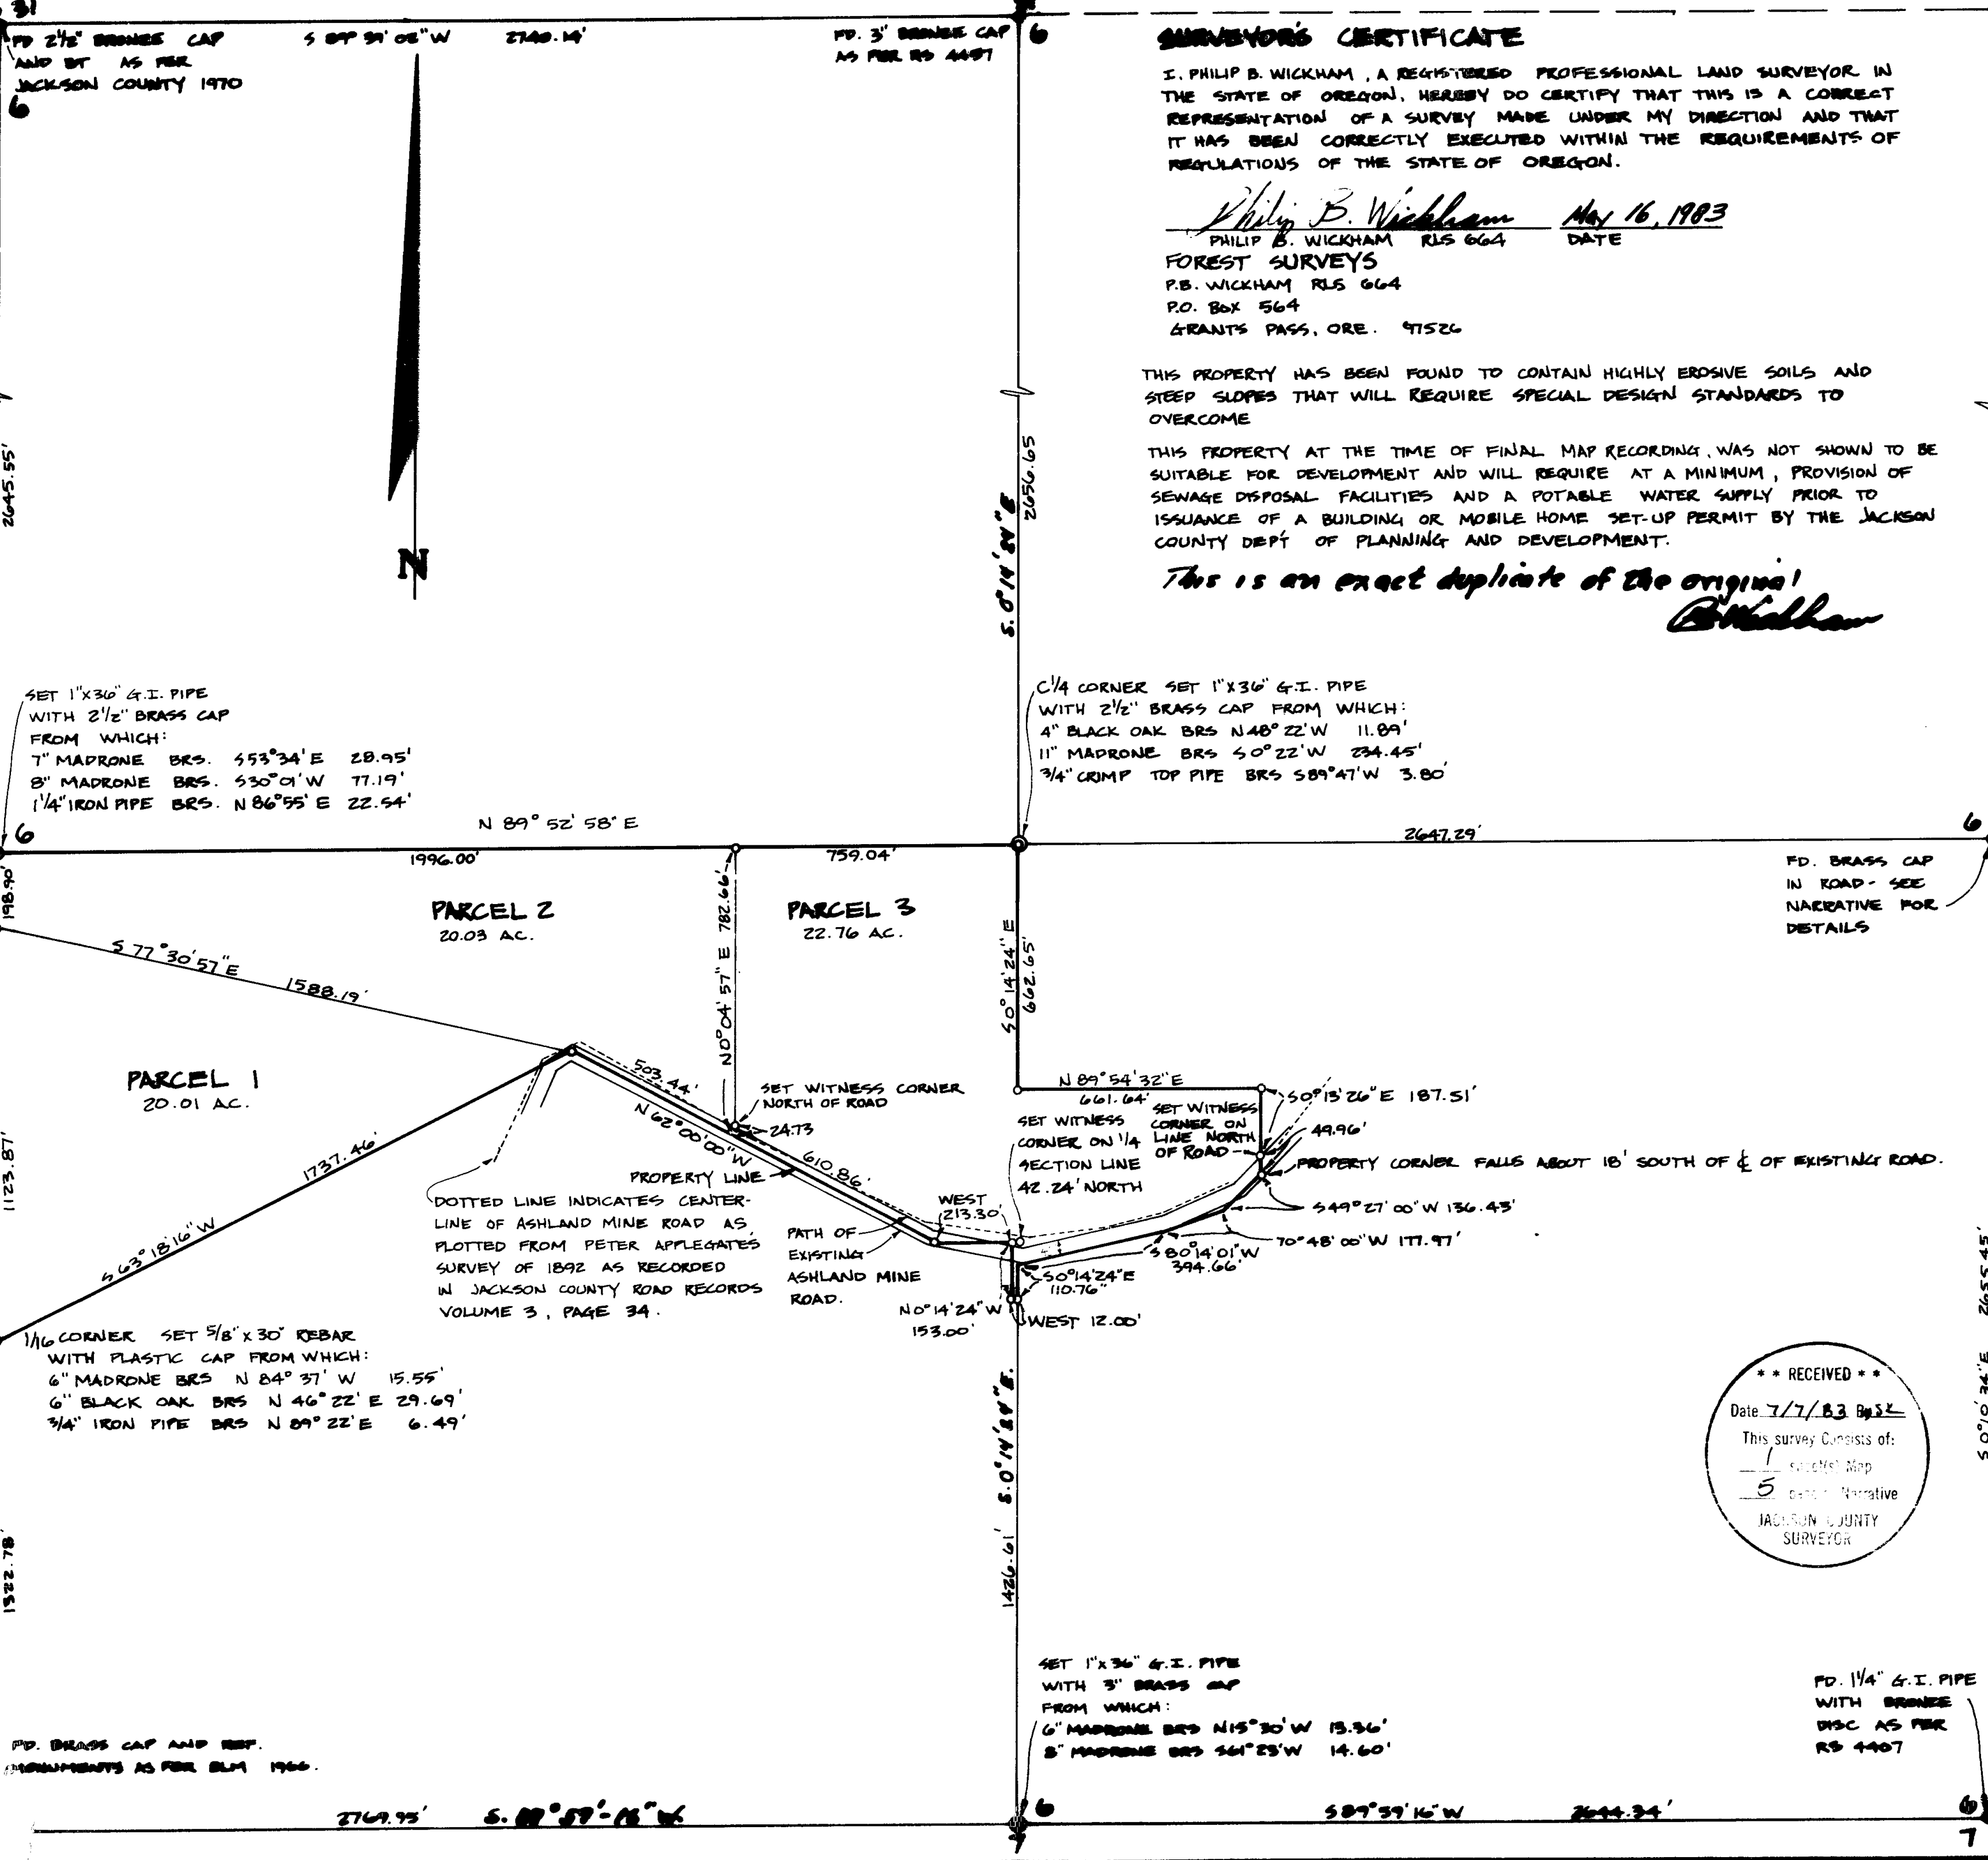 31
FD 2½" BRONZE CAP
AND BT AS PER
JACKSON COUNTY 1970
6
S 89° 39' 02" W 2740.14'
FD. 3" BRONZE CAP
AS PER RS 4407
6
SURVEYOR'S CERTIFICATE
I, PHILIP B. WICKHAM, A REGISTERED PROFESSIONAL LAND SURVEYOR IN
THE STATE OF OREGON, HEREBY DO CERTIFY THAT THIS IS A CORRECT
REPRESENTATION OF A SURVEY MADE UNDER MY DIRECTION AND THAT
IT HAS BEEN CORRECTLY EXECUTED WITHIN THE REQUIREMENTS OF
REGULATIONS OF THE STATE OF OREGON.
Philip B. Wickham May 16, 1983
PHILIP B. WICKHAM RLS 664 DATE
FOREST SURVEYS
P.B. WICKHAM RLS 664
P.O. BOX 564
GRANTS PASS, ORE. 97526
THIS PROPERTY HAS BEEN FOUND TO CONTAIN HIGHLY EROSIVE SOILS AND
STEEP SLOPES THAT WILL REQUIRE SPECIAL DESIGN STANDARDS TO
OVERCOME
THIS PROPERTY AT THE TIME OF FINAL MAP RECORDING, WAS NOT SHOWN TO BE
SUITABLE FOR DEVELOPMENT AND WILL REQUIRE AT A MINIMUM, PROVISION OF
SEWAGE DISPOSAL FACILITIES AND A POTABLE WATER SUPPLY PRIOR TO
ISSUANCE OF A BUILDING OR MOBILE HOME SET-UP PERMIT BY THE JACKSON
COUNTY DEP'T OF PLANNING AND DEVELOPMENT.
This is an exact duplicate of the original
PBWickham
N
2645.55'
S. 0° 14' 24" E
2656.65
SET 1"X36" G.I. PIPE
WITH 2½" BRASS CAP
FROM WHICH:
7" MADRONE BRS. S53°34'E 28.95'
8" MADRONE BRS. S30°01'W 77.19'
1¼" IRON PIPE BRS. N86°55'E 22.54'
6
C¼ CORNER SET 1"X36" G.I. PIPE
WITH 2½" BRASS CAP FROM WHICH:
4" BLACK OAK BRS N48°22'W 11.89'
11" MADRONE BRS S0°22'W 234.45'
¾" CRIMP TOP PIPE BRS S89°47'W 3.80'
N 89° 52' 58" E
1996.00'
759.04'
2647.29'
6
FD. BRASS CAP
IN ROAD - SEE
NARRATIVE FOR
DETAILS
198.90'
PARCEL 2
20.03 AC.
PARCEL 3
22.76 AC.
S 77°30'57"E
1588.19'
N0°04'57"E 782.66'
S0°14'24"E
662.65'
PARCEL 1
20.01 AC.
1123.87'
503.44'
N 62°00'00"W
SET WITNESS CORNER
NORTH OF ROAD
24.73
610.86'
PROPERTY LINE
N 89°54'32"E
661.64'
S0°13'26"E 187.51'
SET WITNESS
CORNER ON ¼
SECTION LINE
42.24' NORTH
SET WITNESS
CORNER ON
LINE NORTH
OF ROAD
49.96'
PROPERTY CORNER FALLS ABOUT 18' SOUTH OF ℄ OF EXISTING ROAD.
S49°27'00"W 136.43'
70°48'00"W 177.97'
S80°14'01"W
394.66'
WEST
213.30'
1737.46'
S 63°18'16"W
DOTTED LINE INDICATES CENTER-
LINE OF ASHLAND MINE ROAD AS
PLOTTED FROM PETER APPLEGATE'S
SURVEY OF 1892 AS RECORDED
IN JACKSON COUNTY ROAD RECORDS
VOLUME 3, PAGE 34.
PATH OF
EXISTING
ASHLAND MINE
ROAD.
S0°14'24"E
110.76"
N0°14'24"W
153.00'
WEST 12.00'
1/16 CORNER SET 5/8"X30" REBAR
WITH PLASTIC CAP FROM WHICH:
6" MADRONE BRS N 84°37'W 15.55'
6" BLACK OAK BRS N 46°22'E 29.69'
¾" IRON PIPE BRS N 89°22'E 6.49'
S. 0° 14' 24" E.
1426.61'
1322.78'
2655.45'
S 0°10'34"E
* * RECEIVED * *
Date 7/7/83 By SL
This survey Consists of:
1 sheet(s) Map
5 Narrative
JACKSON COUNTY
SURVEYOR
SET 1"X36" G.I. PIPE
WITH 3" BRASS CAP
FROM WHICH:
6" MADRONE BRS N15°30'W 13.36'
8" MADRONE BRS S61°23'W 14.60'
FD. 1¼" G.I. PIPE
WITH BRONZE
DISC AS PER
RS 4407
FD. BRASS CAP AND REF.
MONUMENTS AS PER BLM 1966.
2769.95' S. 89° 59'-16" W.
6
S89°59'16"W 2644.34'
6
7